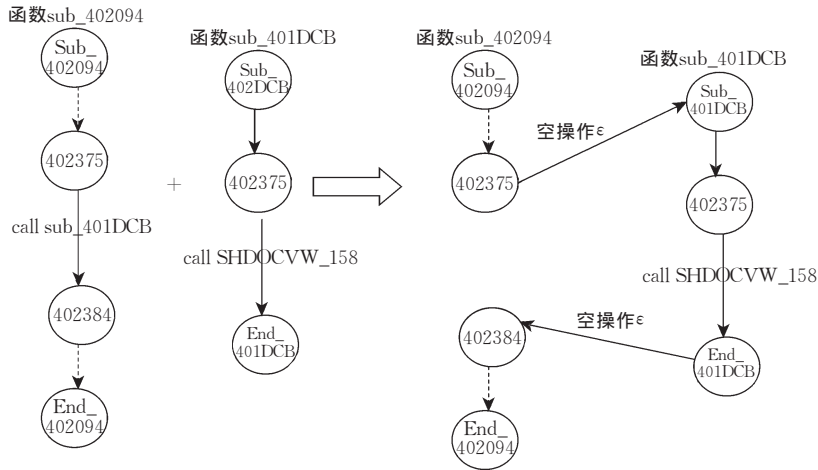 函数sub_402094
Sub_
402094
402375
call sub_401DCB
402384
End_
402094
+
函数sub_401DCB
Sub_
402DCB
402375
call SHDOCVW_158
End_
401DCB
函数sub_402094
Sub_
402094
402375
空操作ε
函数sub_401DCB
Sub_
401DCB
402375
call SHDOCVW_158
End_
401DCB
空操作ε
402384
End_
402094